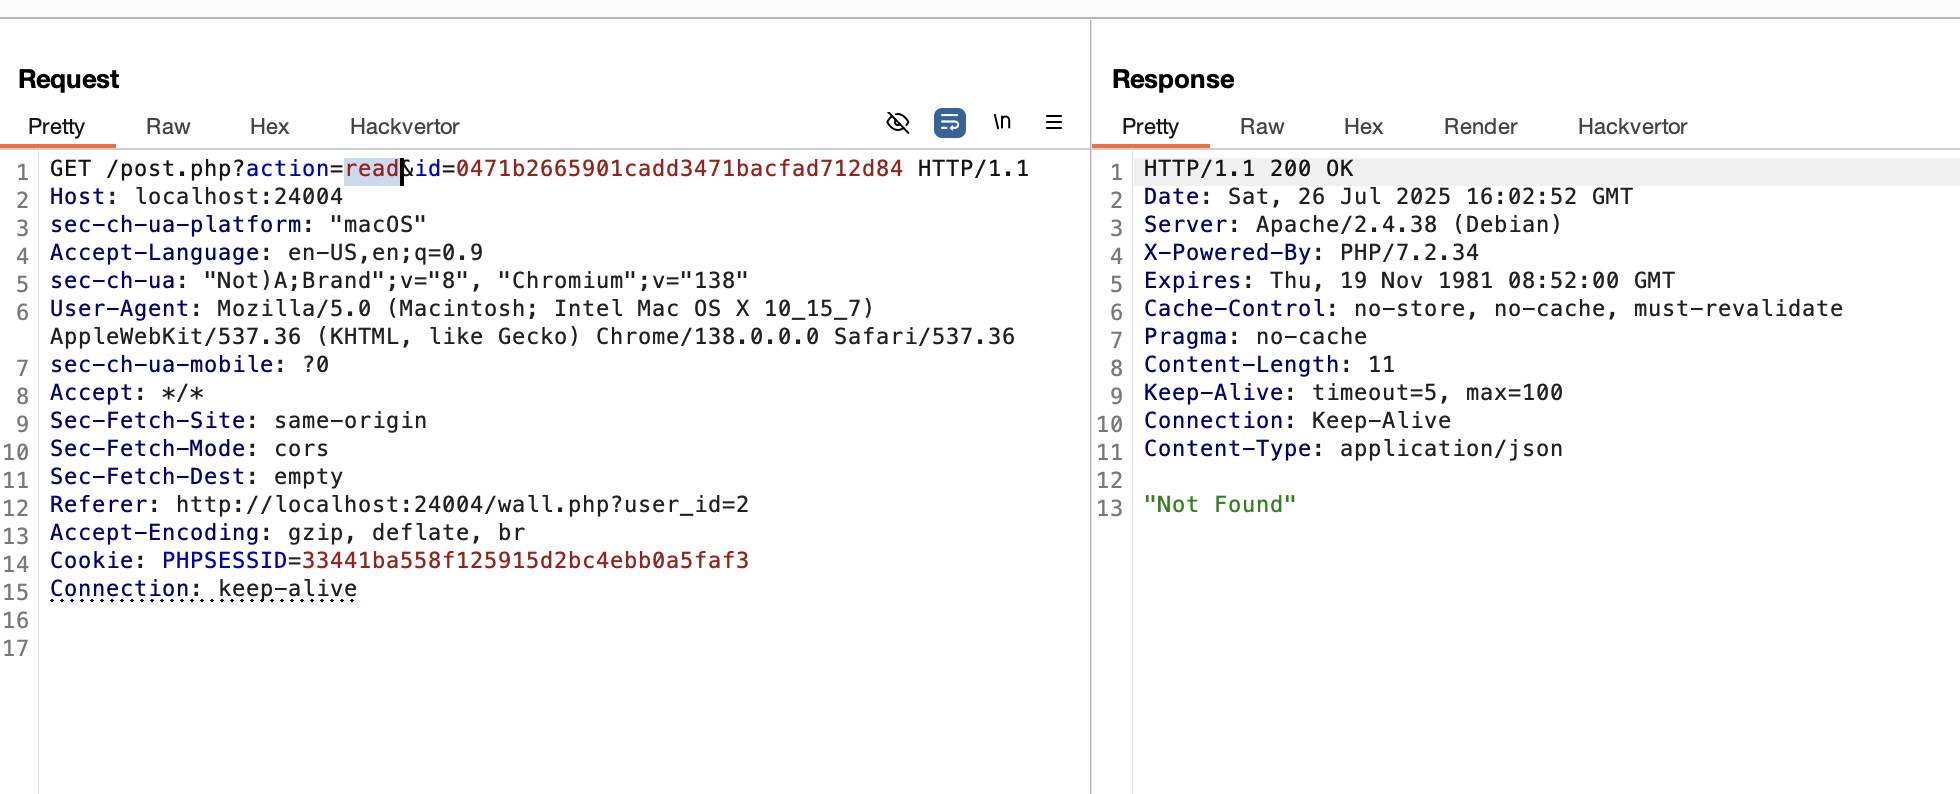 Request
Pretty Raw Hex Hackvertor \n
1 GET /post.php?action=read&id=0471b2665901cadd3471bacfad712d84 HTTP/1.1
2 Host: localhost:24004
3 sec-ch-ua-platform: "macOS"
4 Accept-Language: en-US,en;q=0.9
5 sec-ch-ua: "Not)A;Brand";v="8", "Chromium";v="138"
6 User-Agent: Mozilla/5.0 (Macintosh; Intel Mac OS X 10_15_7)
AppleWebKit/537.36 (KHTML, like Gecko) Chrome/138.0.0.0 Safari/537.36
7 sec-ch-ua-mobile: ?0
8 Accept: */*
9 Sec-Fetch-Site: same-origin
10 Sec-Fetch-Mode: cors
11 Sec-Fetch-Dest: empty
12 Referer: http://localhost:24004/wall.php?user_id=2
13 Accept-Encoding: gzip, deflate, br
14 Cookie: PHPSESSID=33441ba558f125915d2bc4ebb0a5faf3
15 Connection: keep-alive
16
17
Response
Pretty Raw Hex Render Hackvertor
1 HTTP/1.1 200 OK
2 Date: Sat, 26 Jul 2025 16:02:52 GMT
3 Server: Apache/2.4.38 (Debian)
4 X-Powered-By: PHP/7.2.34
5 Expires: Thu, 19 Nov 1981 08:52:00 GMT
6 Cache-Control: no-store, no-cache, must-revalidate
7 Pragma: no-cache
8 Content-Length: 11
9 Keep-Alive: timeout=5, max=100
10 Connection: Keep-Alive
11 Content-Type: application/json
12
13 "Not Found"